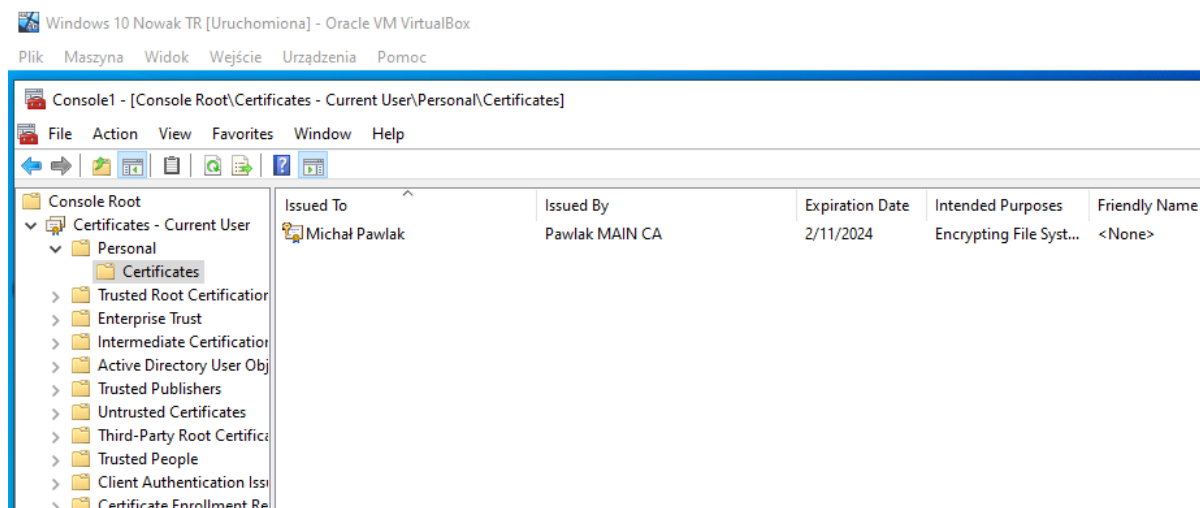 Windows 10 Nowak TR [Uruchomiona] - Oracle VM VirtualBox
Plik Maszyna Widok Wejście Urządzenia Pomoc
Console1 - [Console Root\Certificates - Current User\Personal\Certificates]
File Action View Favorites Window Help
Console Root
Certificates - Current User
Personal
Certificates
Trusted Root Certification
Enterprise Trust
Intermediate Certification
Active Directory User Obj
Trusted Publishers
Untrusted Certificates
Third-Party Root Certifica
Trusted People
Client Authentication Issu
Certificate Enrollment Re
Issued To Issued By Expiration Date Intended Purposes Friendly Name
Michał Pawlak Pawlak MAIN CA 2/11/2024 Encrypting File Syst... <None>